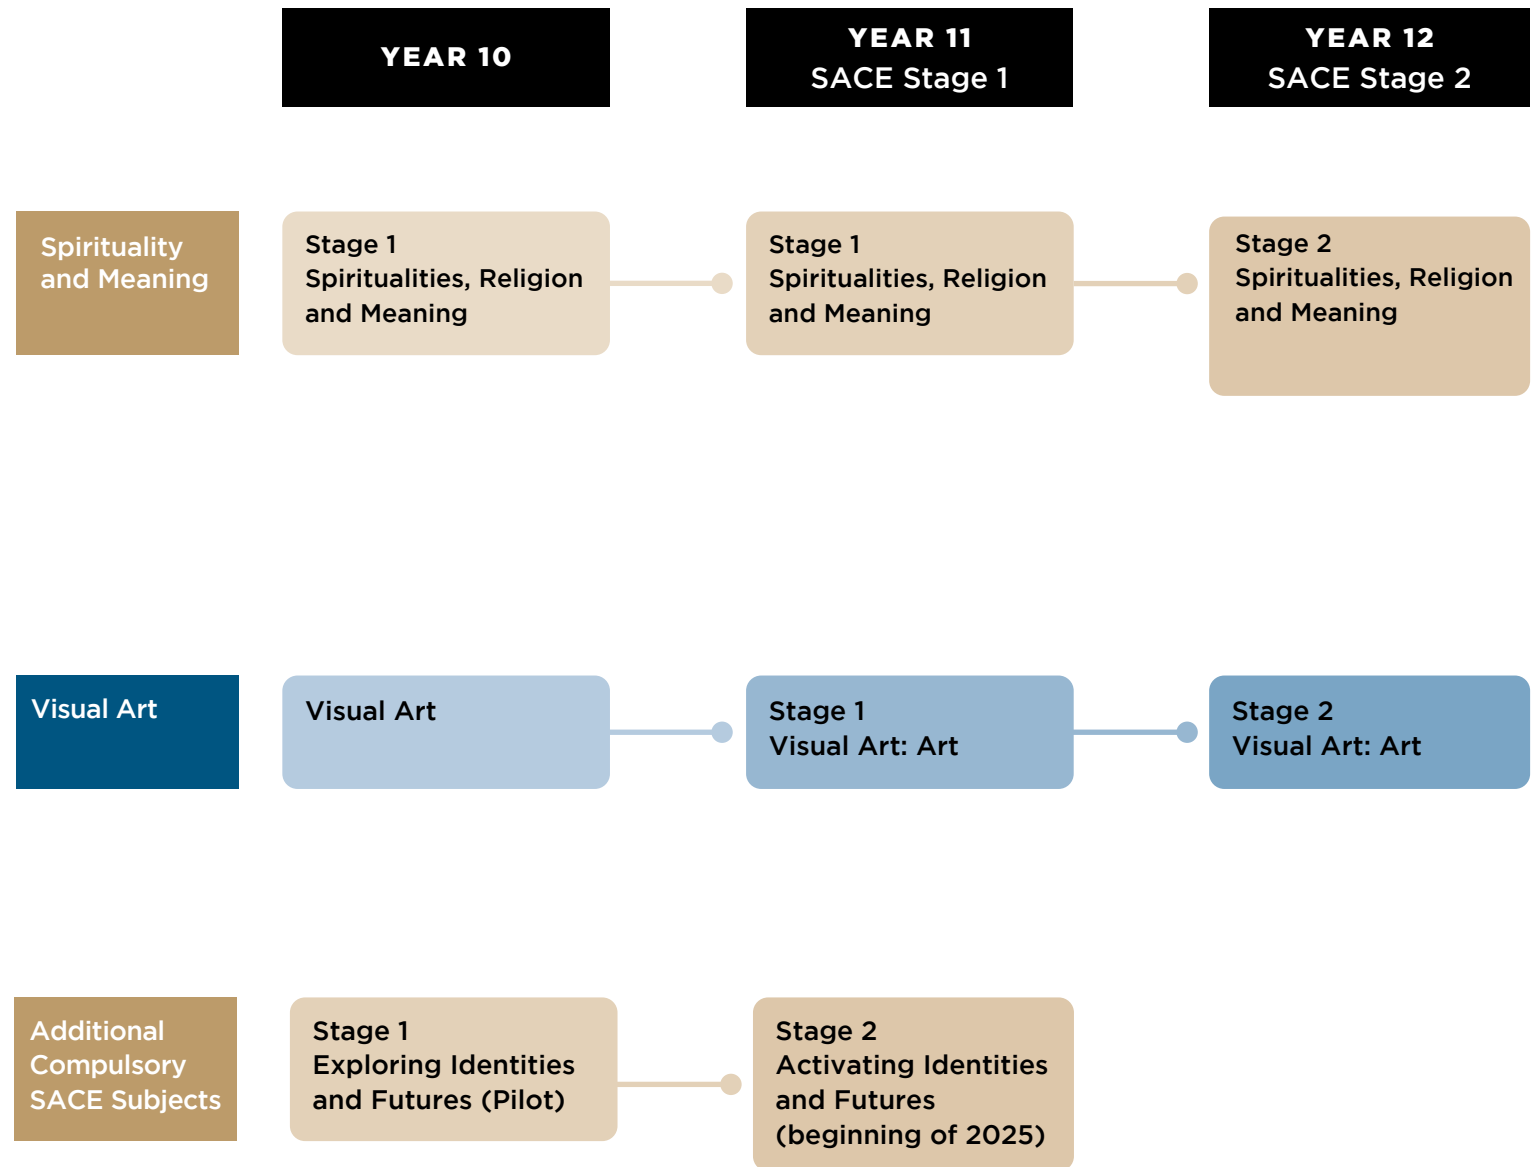 YEAR 10
YEAR 11
SACE Stage 1
YEAR 12
SACE Stage 2
Spirituality
and Meaning
Stage 1
Spiritualities, Religion
and Meaning
Stage 1
Spiritualities, Religion
and Meaning
Stage 2
Spiritualities, Religion
and Meaning
Visual Art
Visual Art
Stage 1
Visual Art: Art
Stage 2
Visual Art: Art
Additional
Compulsory
SACE Subjects
Stage 1
Exploring Identities
and Futures (Pilot)
Stage 2
Activating Identities
and Futures
(beginning of 2025)